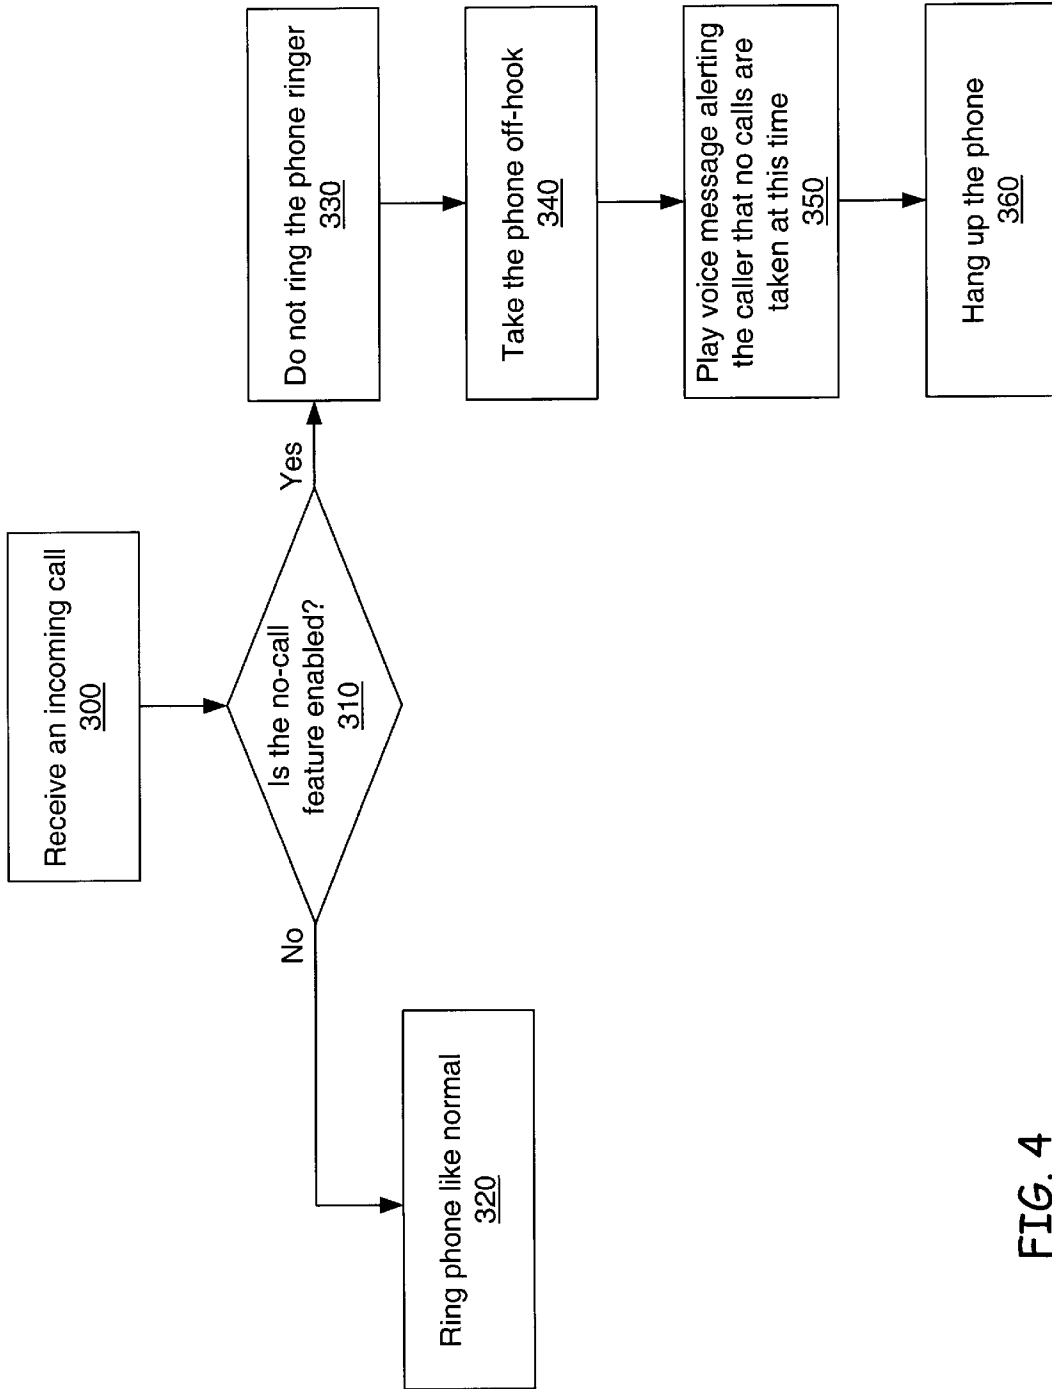 Receive an incoming call
300
Is the no-call
feature enabled?
310
No
Yes
Ring phone like normal
320
Do not ring the phone ringer
330
Take the phone off-hook
340
Play voice message alerting
the caller that no calls are
taken at this time
350
Hang up the phone
360
FIG. 4